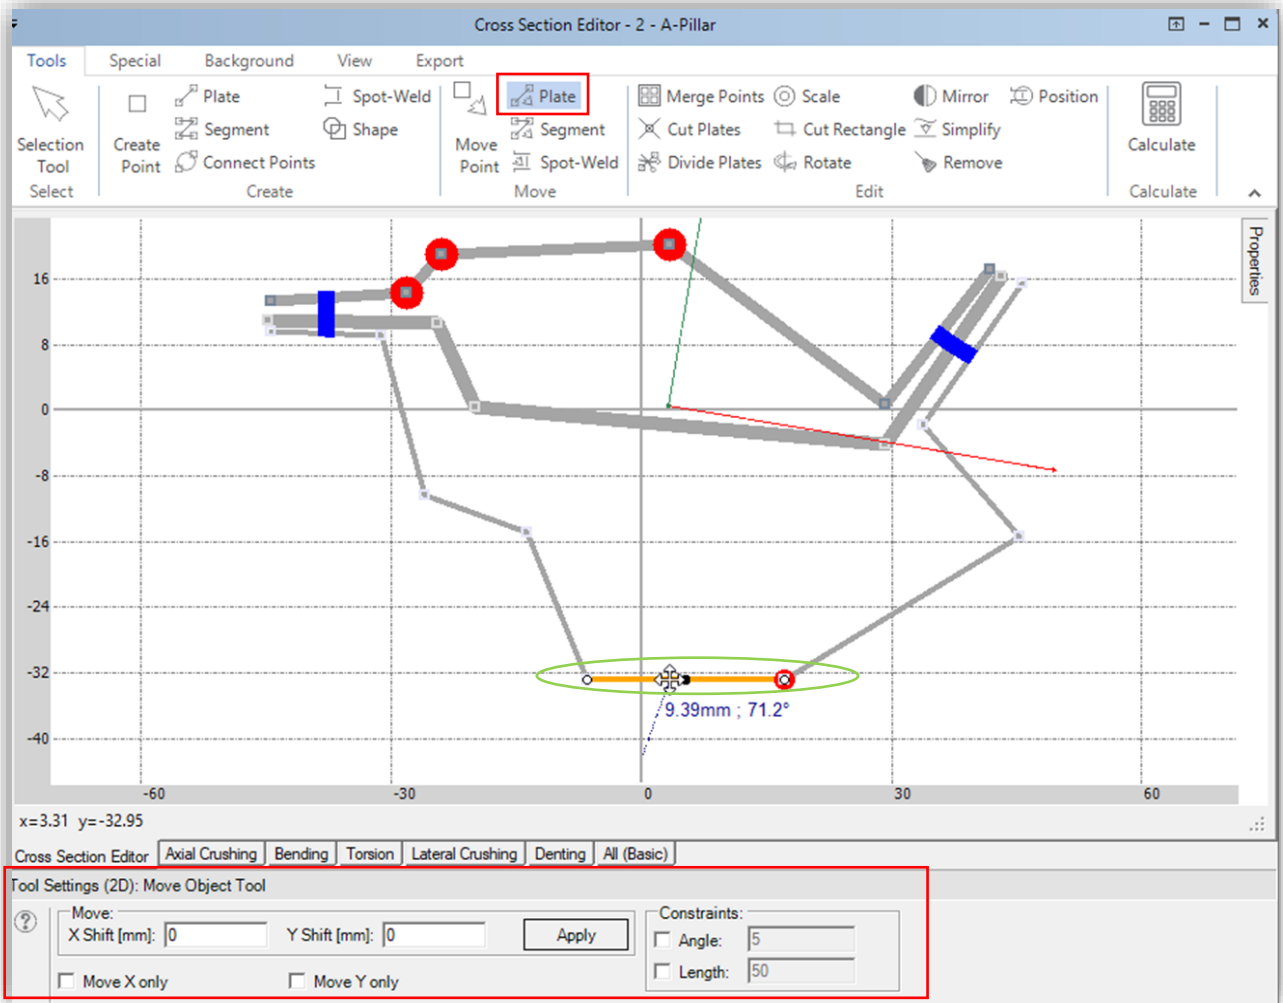 Cross Section Editor - 2 - A-Pillar
Tools Special Background View Export
Selection Tool
Select
Create Point
Plate
Segment
Connect Points
Spot-Weld
Shape
Create
Move Point
Plate
Segment
Spot-Weld
Move
Merge Points
Cut Plates
Divide Plates
Scale
Cut Rectangle
Rotate
Mirror
Simplify
Remove
Position
Edit
Calculate
Calculate
Properties
16
8
0
-8
-16
-24
-32
-40
9.39mm ; 71.2°
-60 -30 0 30 60
x=3.31 y=-32.95
Cross Section Editor Axial Crushing Bending Torsion Lateral Crushing Denting All (Basic)
Tool Settings (2D): Move Object Tool
?
Move:
X Shift [mm]: 0 Y Shift [mm]: 0 Apply
Move X only Move Y only
Constraints:
Angle: 5
Length: 50